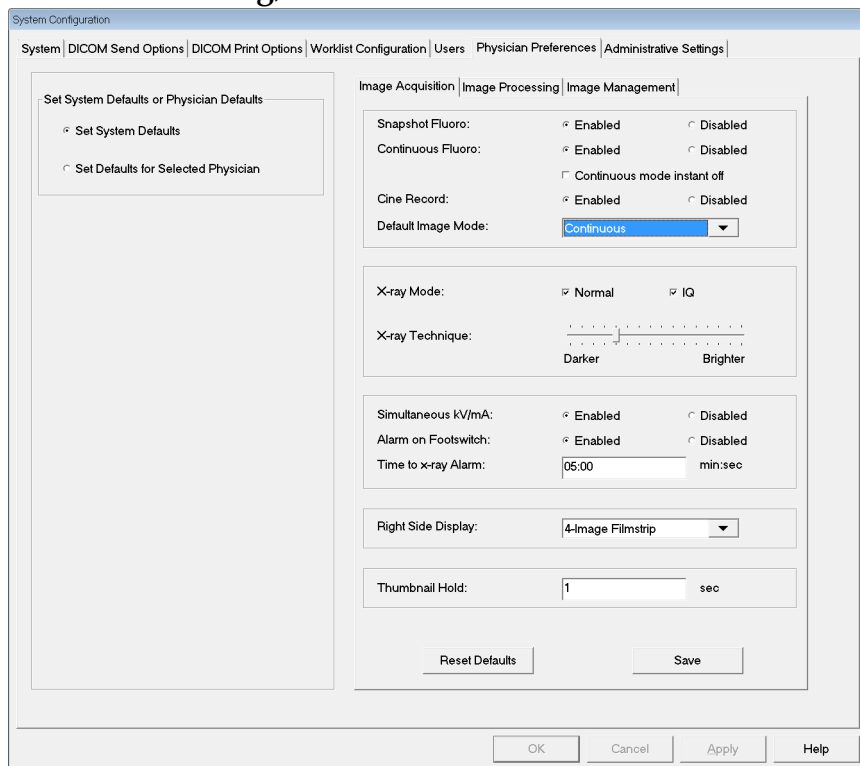 System Configuration
System DICOM Send Options DICOM Print Options Worklist Configuration Users Physician Preferences Administrative Settings
Set System Defaults or Physician Defaults
Set System Defaults
Set Defaults for Selected Physician
Image Acquisition Image Processing Image Management
Snapshot Fluoro: Enabled Disabled
Continuous Fluoro: Enabled Disabled
Continuous mode instant off
Cine Record: Enabled Disabled
Default Image Mode: Continuous
X-ray Mode: Normal IQ
X-ray Technique:
Darker Brighter
Simultaneous kV/mA: Enabled Disabled
Alarm on Footswitch: Enabled Disabled
Time to x-ray Alarm: 05:00 min:sec
Right Side Display: 4-Image Filmstrip
Thumbnail Hold: 1 sec
Reset Defaults Save
OK Cancel Apply Help